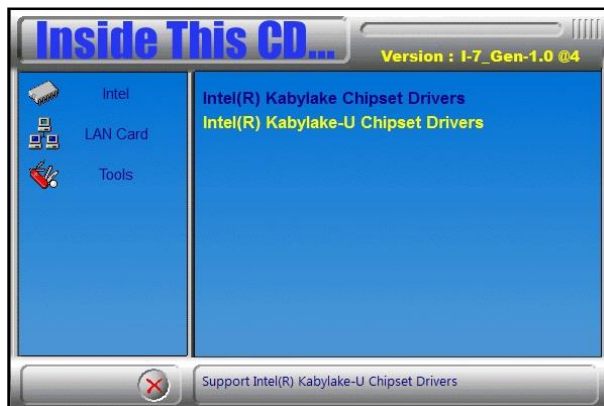 Inside This CD...
Version : I-7_Gen-1.0 @4
Intel
LAN Card
Tools
Intel(R) Kabylake Chipset Drivers
Intel(R) Kabylake-U Chipset Drivers
Support Intel(R) Kabylake-U Chipset Drivers